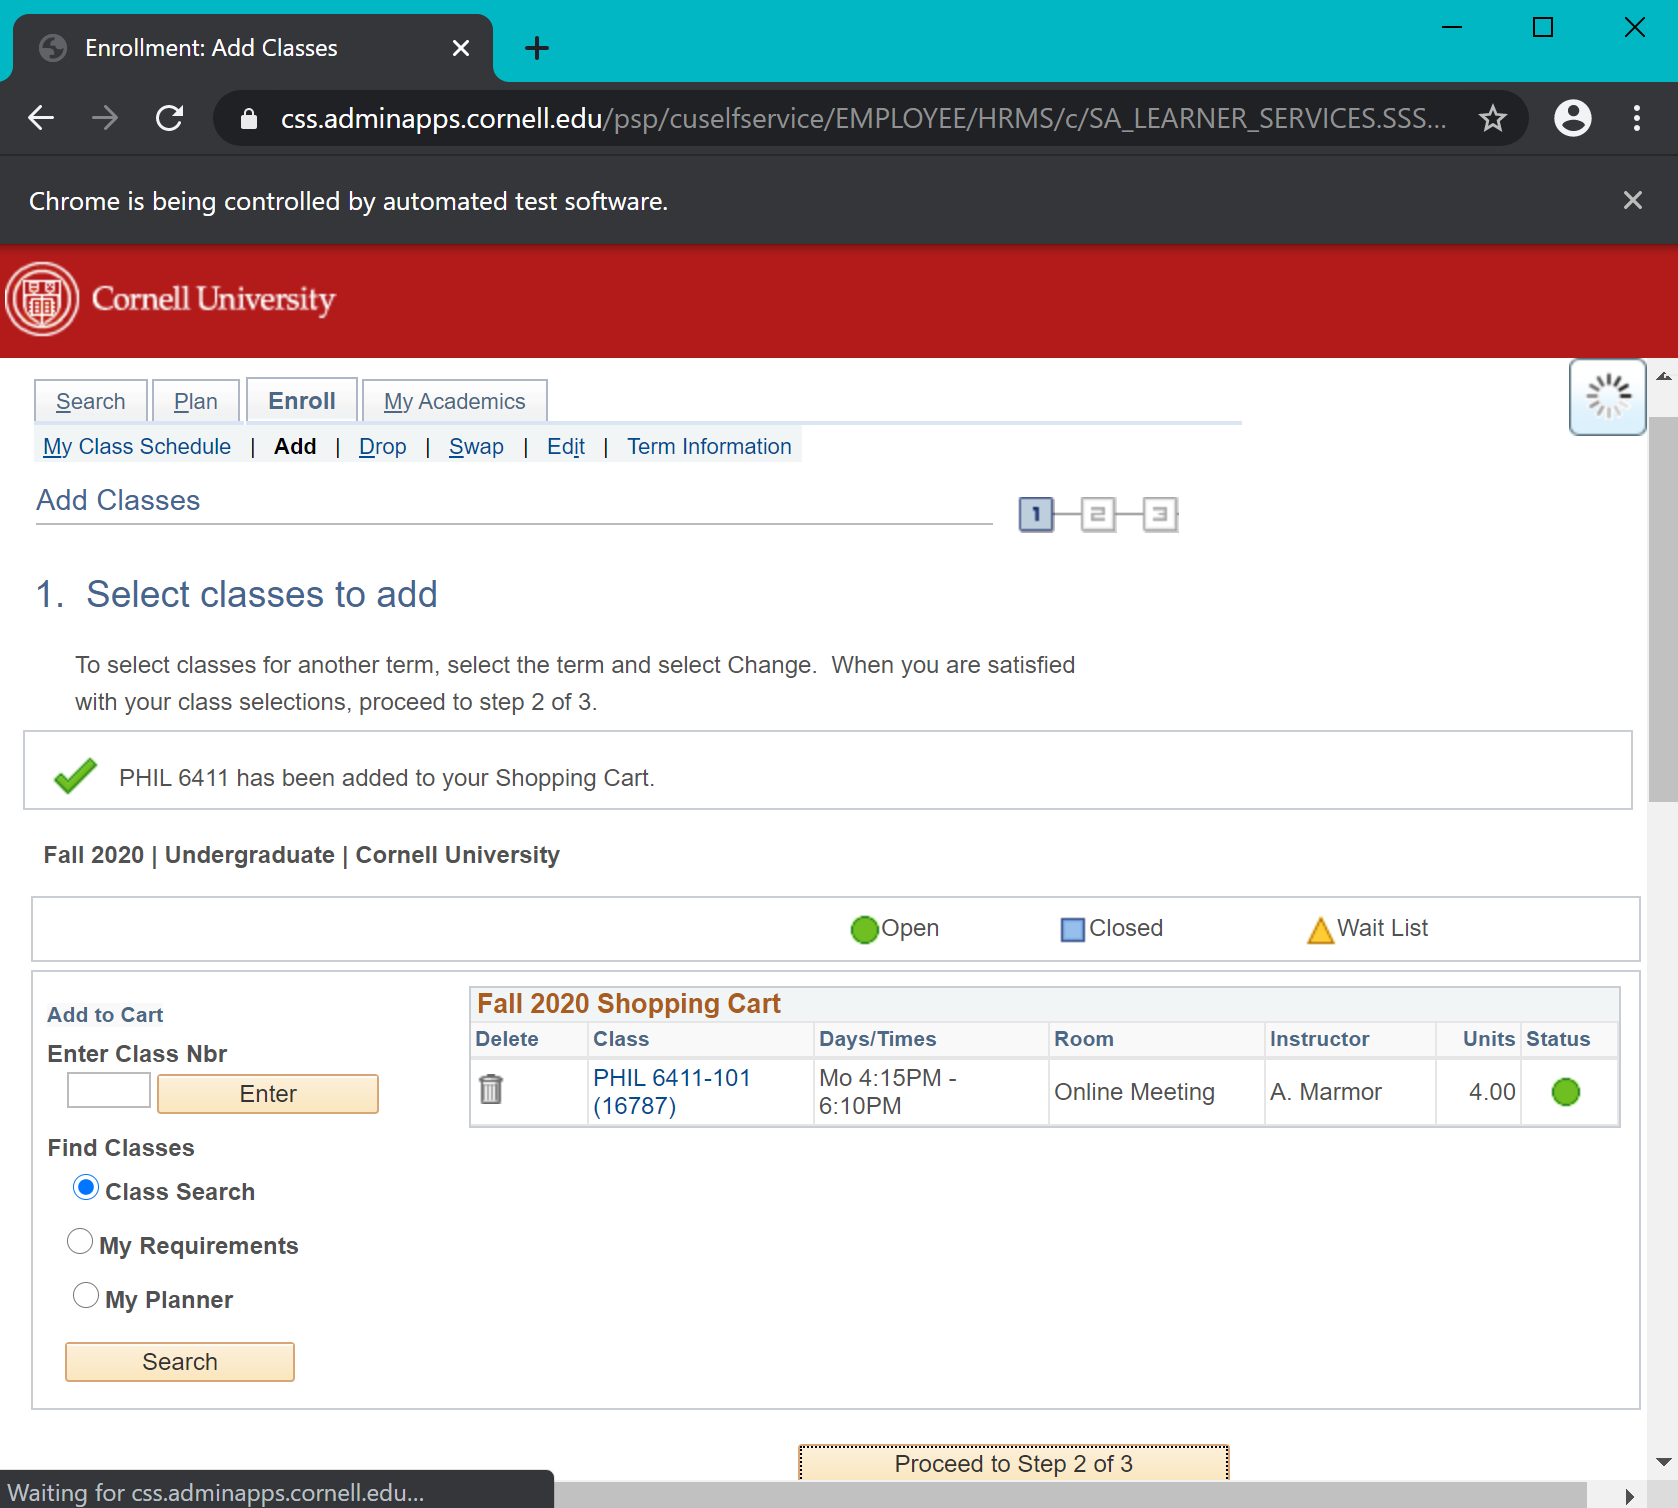 Enrollment: Add Classes
css.adminapps.cornell.edu/psp/cuselfservice/EMPLOYEE/HRMS/c/SA_LEARNER_SERVICES.SSS...
Chrome is being controlled by automated test software.
Cornell University
Search Plan Enroll My Academics
My Class Schedule | Add | Drop | Swap | Edit | Term Information
Add Classes
1 2 3
1. Select classes to add
To select classes for another term, select the term and select Change. When you are satisfied
with your class selections, proceed to step 2 of 3.
PHIL 6411 has been added to your Shopping Cart.
Fall 2020 | Undergraduate | Cornell University
Open Closed Wait List
Add to Cart
Enter Class Nbr
Enter
Find Classes
Class Search
My Requirements
My Planner
Search
Fall 2020 Shopping Cart
Delete Class Days/Times Room Instructor Units Status
PHIL 6411-101 Mo 4:15PM -
(16787) 6:10PM Online Meeting A. Marmor 4.00
Proceed to Step 2 of 3
Waiting for css.adminapps.cornell.edu...